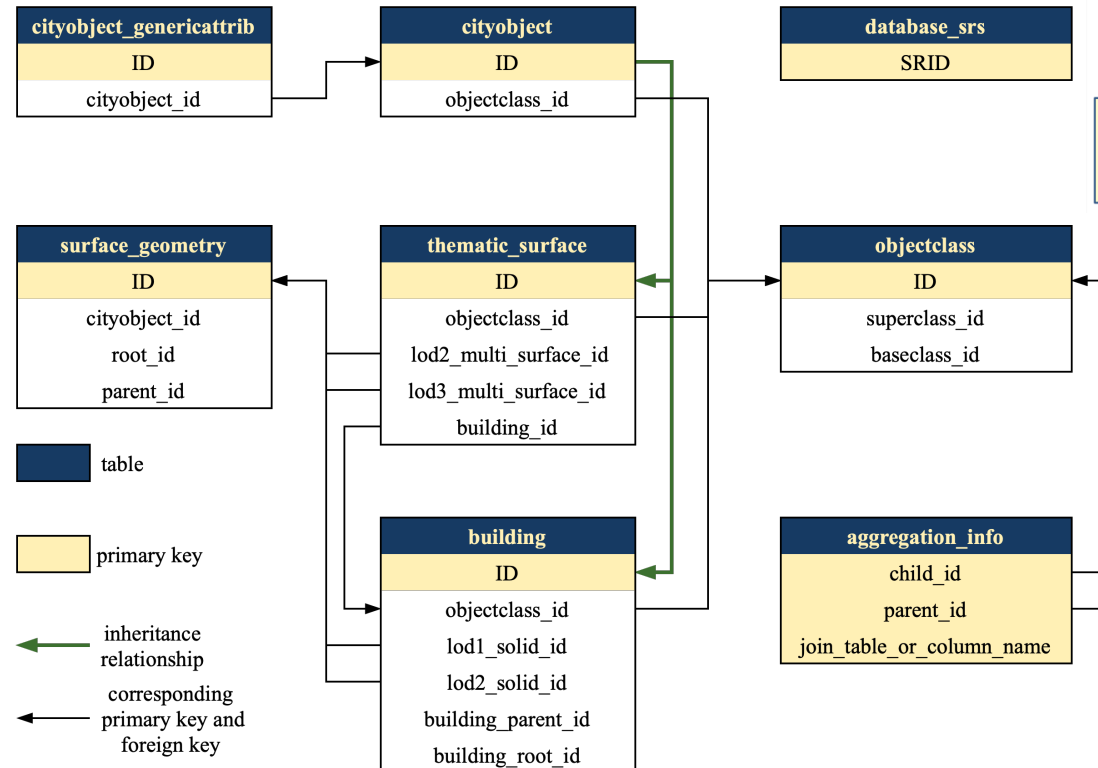 cityobject_genericattrib
ID
cityobject_id
cityobject
ID
objectclass_id
database_srs
SRID
surface_geometry
ID
cityobject_id
root_id
parent_id
thematic_surface
ID
objectclass_id
lod2_multi_surface_id
lod3_multi_surface_id
building_id
objectclass
ID
superclass_id
baseclass_id
table
primary key
inheritance
relationship
corresponding
primary key and
foreign key
building
ID
objectclass_id
lod1_solid_id
lod2_solid_id
building_parent_id
building_root_id
aggregation_info
child_id
parent_id
join_table_or_column_name